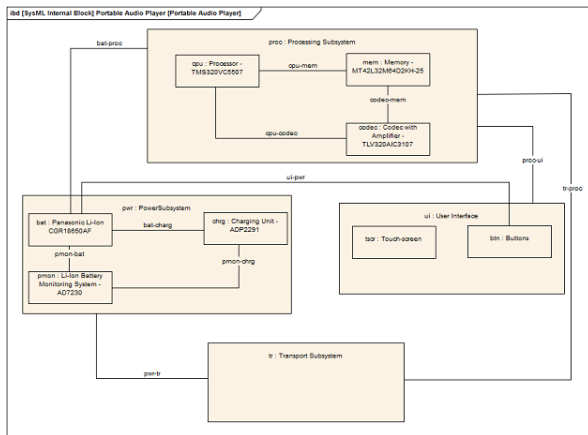 ibd [SysML Internal Block] Portable Audio Player [Portable Audio Player]
bat-proc
proc : Processing Subsystem
cpu : Processor -
TMS320VC5507
cpu-mem
mem : Memory -
MT42L32M64D2KH-25
codec-mem
cpu-codec
codec : Codec with
Amplifier -
TLV320AIC3107
proc-ui
tr-proc
ui-pwr
pwr : PowerSubsystem
bat : Panasonic Li-Ion
CGR18650AF
bat-charg
chrg : Charging Unit -
ADP2291
pmon-bat
pmon-chrg
pmon : Li-Ion Battery
Monitoring System -
AD7230
ui : User Interface
tscr : Touch-screen
btn : Buttons
tr : Transport Subsystem
pwr-tr